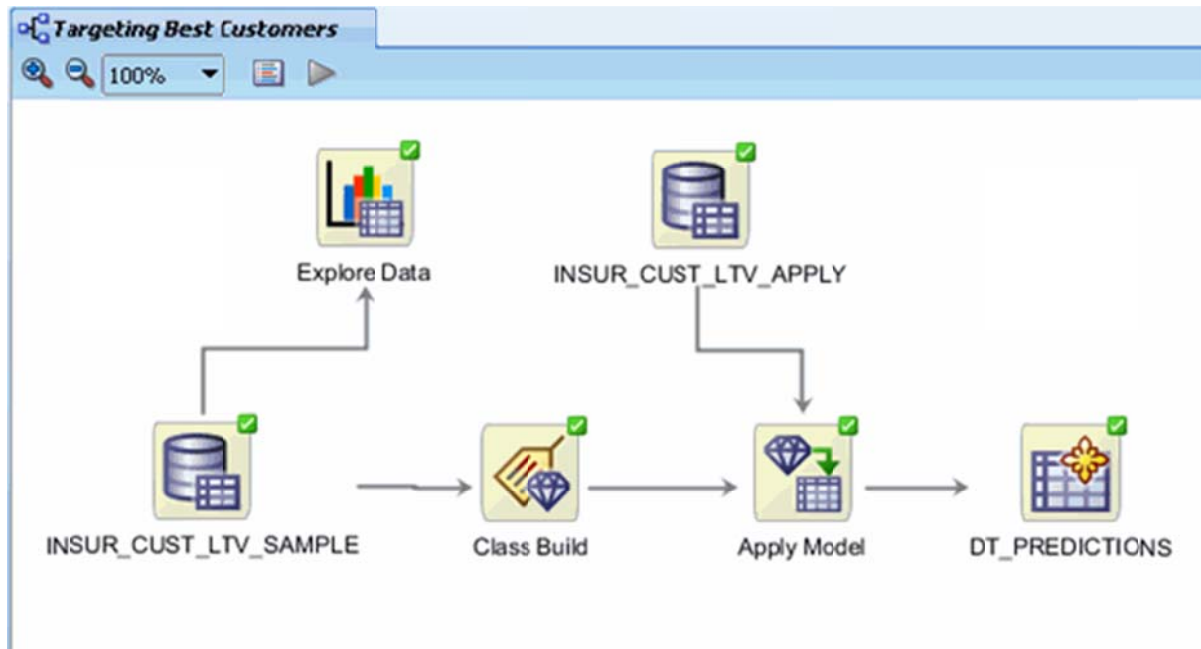 Targeting Best Customers
100%
Explore Data
INSUR_CUST_LTV_APPLY
INSUR_CUST_LTV_SAMPLE
Class Build
Apply Model
DT_PREDICTIONS